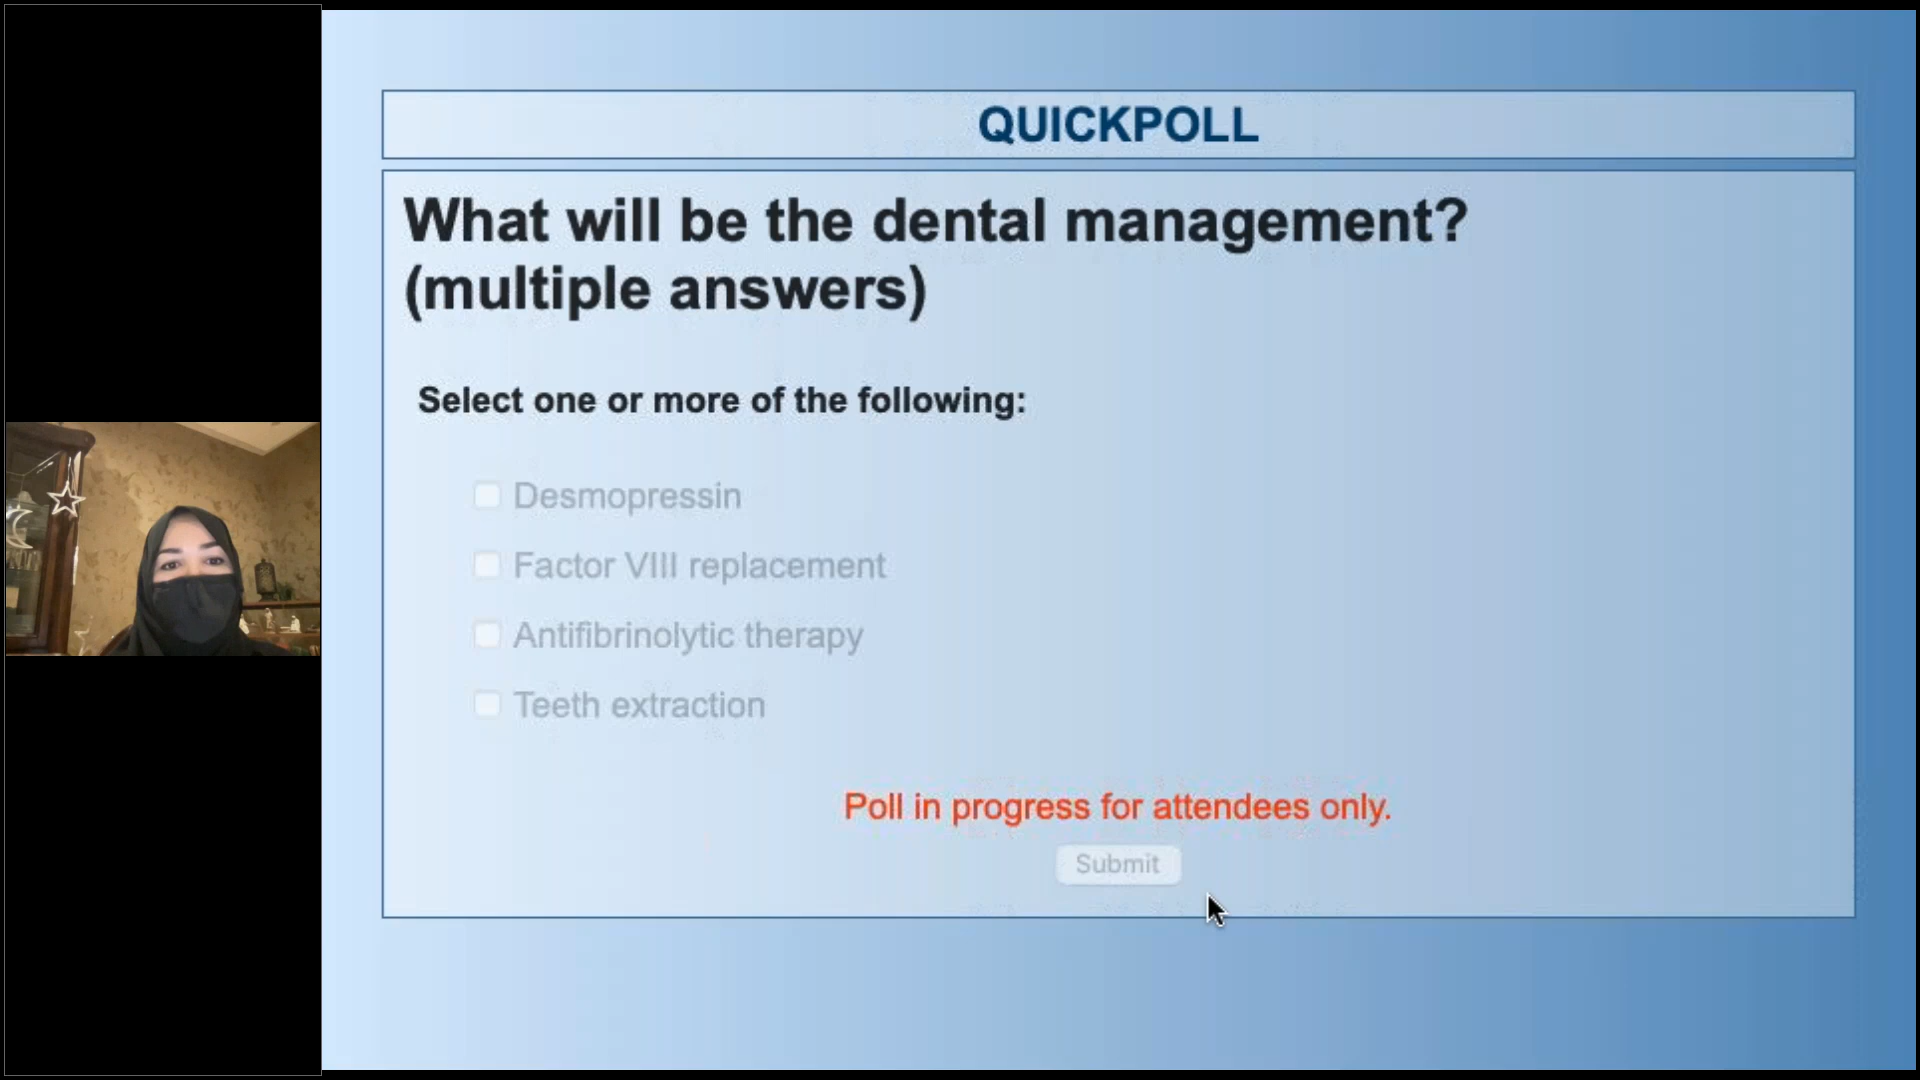 QUICKPOLL
What will be the dental management?
(multiple answers)
Select one or more of the following:
Desmopressin
Factor VIII replacement
Antifibrinolytic therapy
Teeth extraction
Poll in progress for attendees only.
Submit